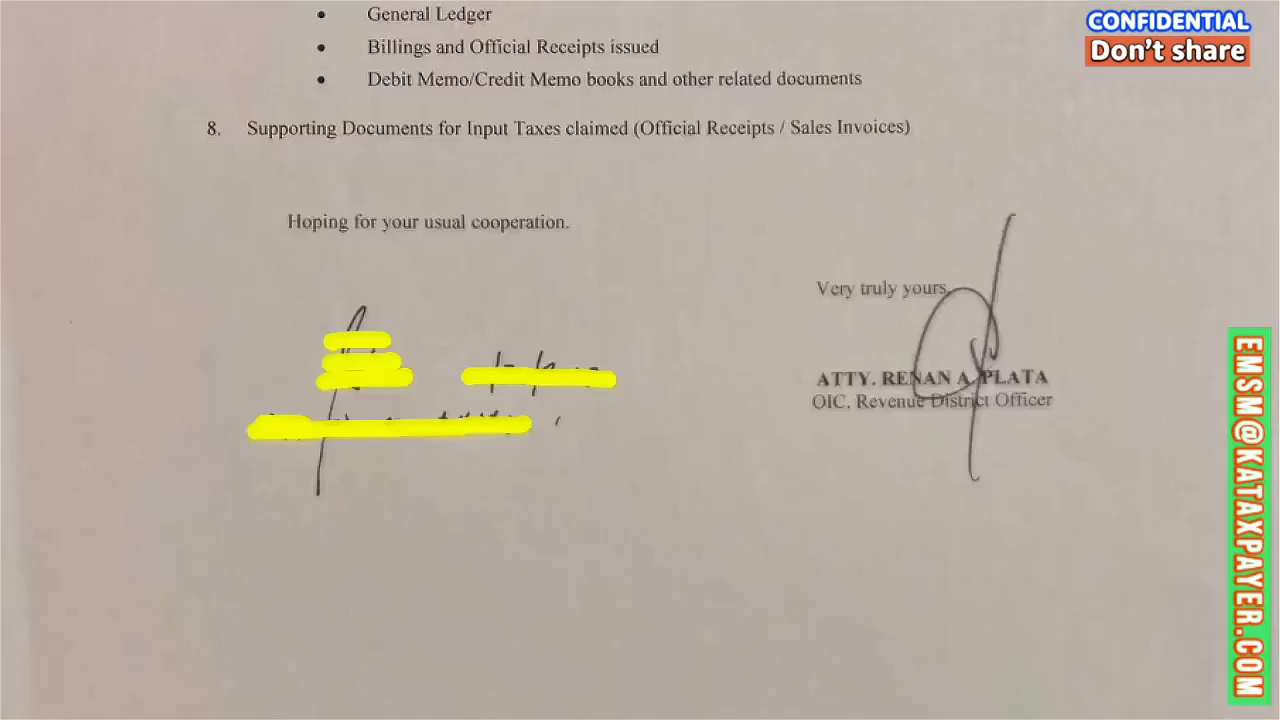 CONFIDENTIAL
Don't share
• General Ledger
• Billings and Official Receipts issued
• Debit Memo/Credit Memo books and other related documents
8. Supporting Documents for Input Taxes claimed (Official Receipts / Sales Invoices)
Hoping for your usual cooperation.
Very truly yours,
ATTY. RENAN A. PLATA
OIC, Revenue District Officer
EMSM@KATAXPAYER.COM